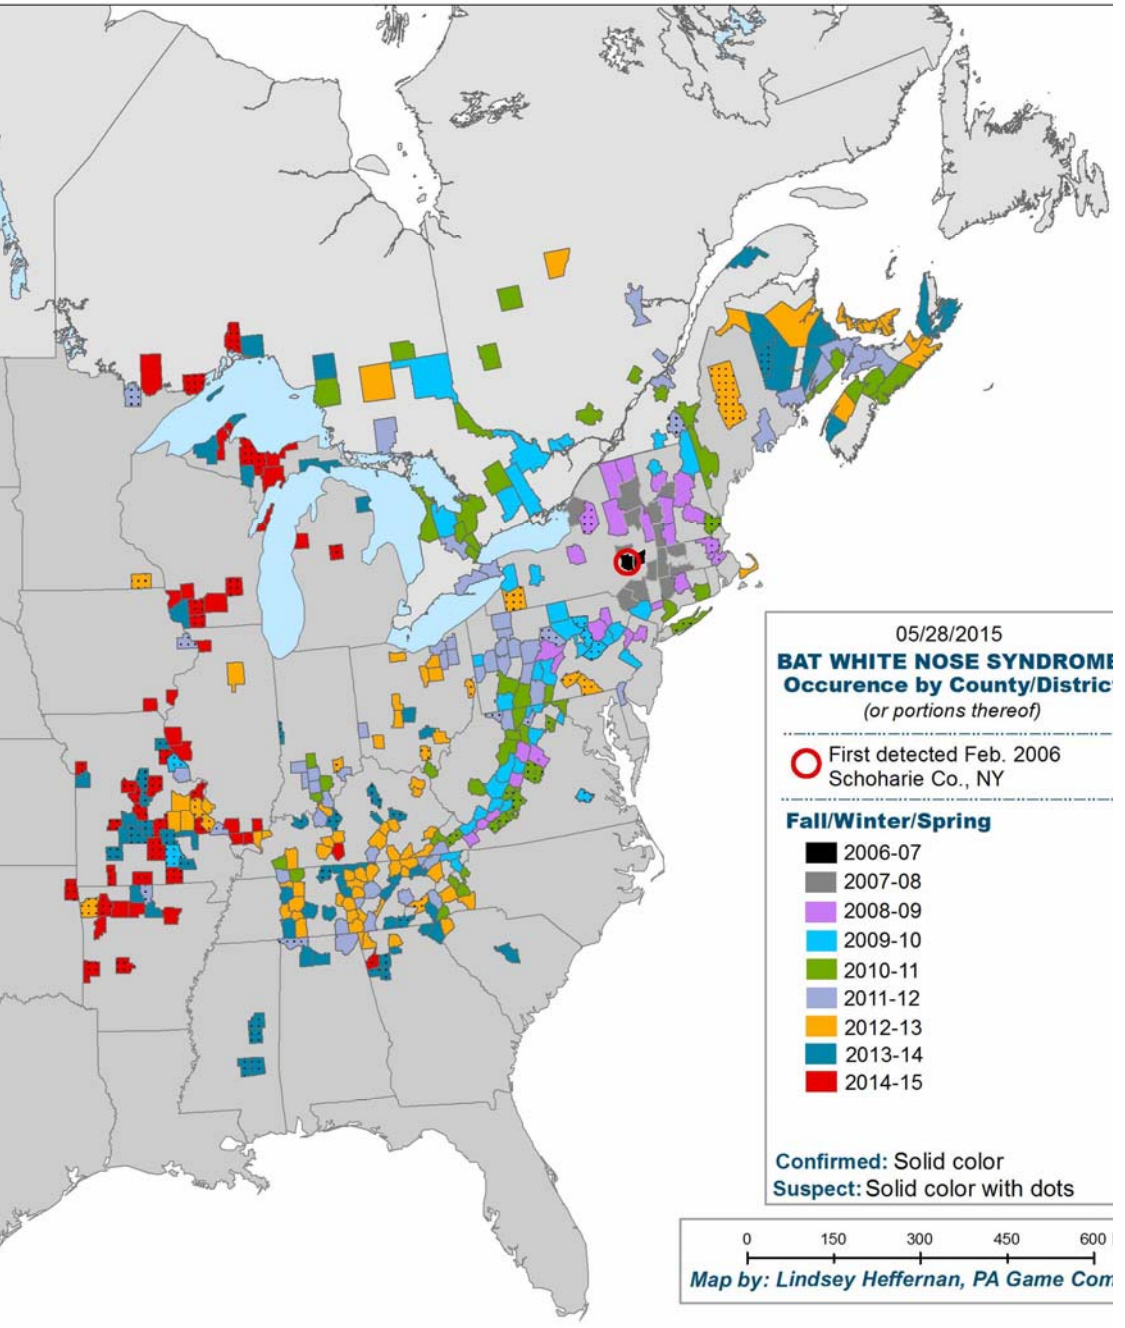 05/28/2015
BAT WHITE NOSE SYNDROME
Occurence by County/Distric
(or portions thereof)
First detected Feb. 2006
Schoharie Co., NY
Fall/Winter/Spring
2006-07
2007-08
2008-09
2009-10
2010-11
2011-12
2012-13
2013-14
2014-15
Confirmed: Solid color
Suspect: Solid color with dots
0 150 300 450 600
Map by: Lindsey Heffernan, PA Game Com